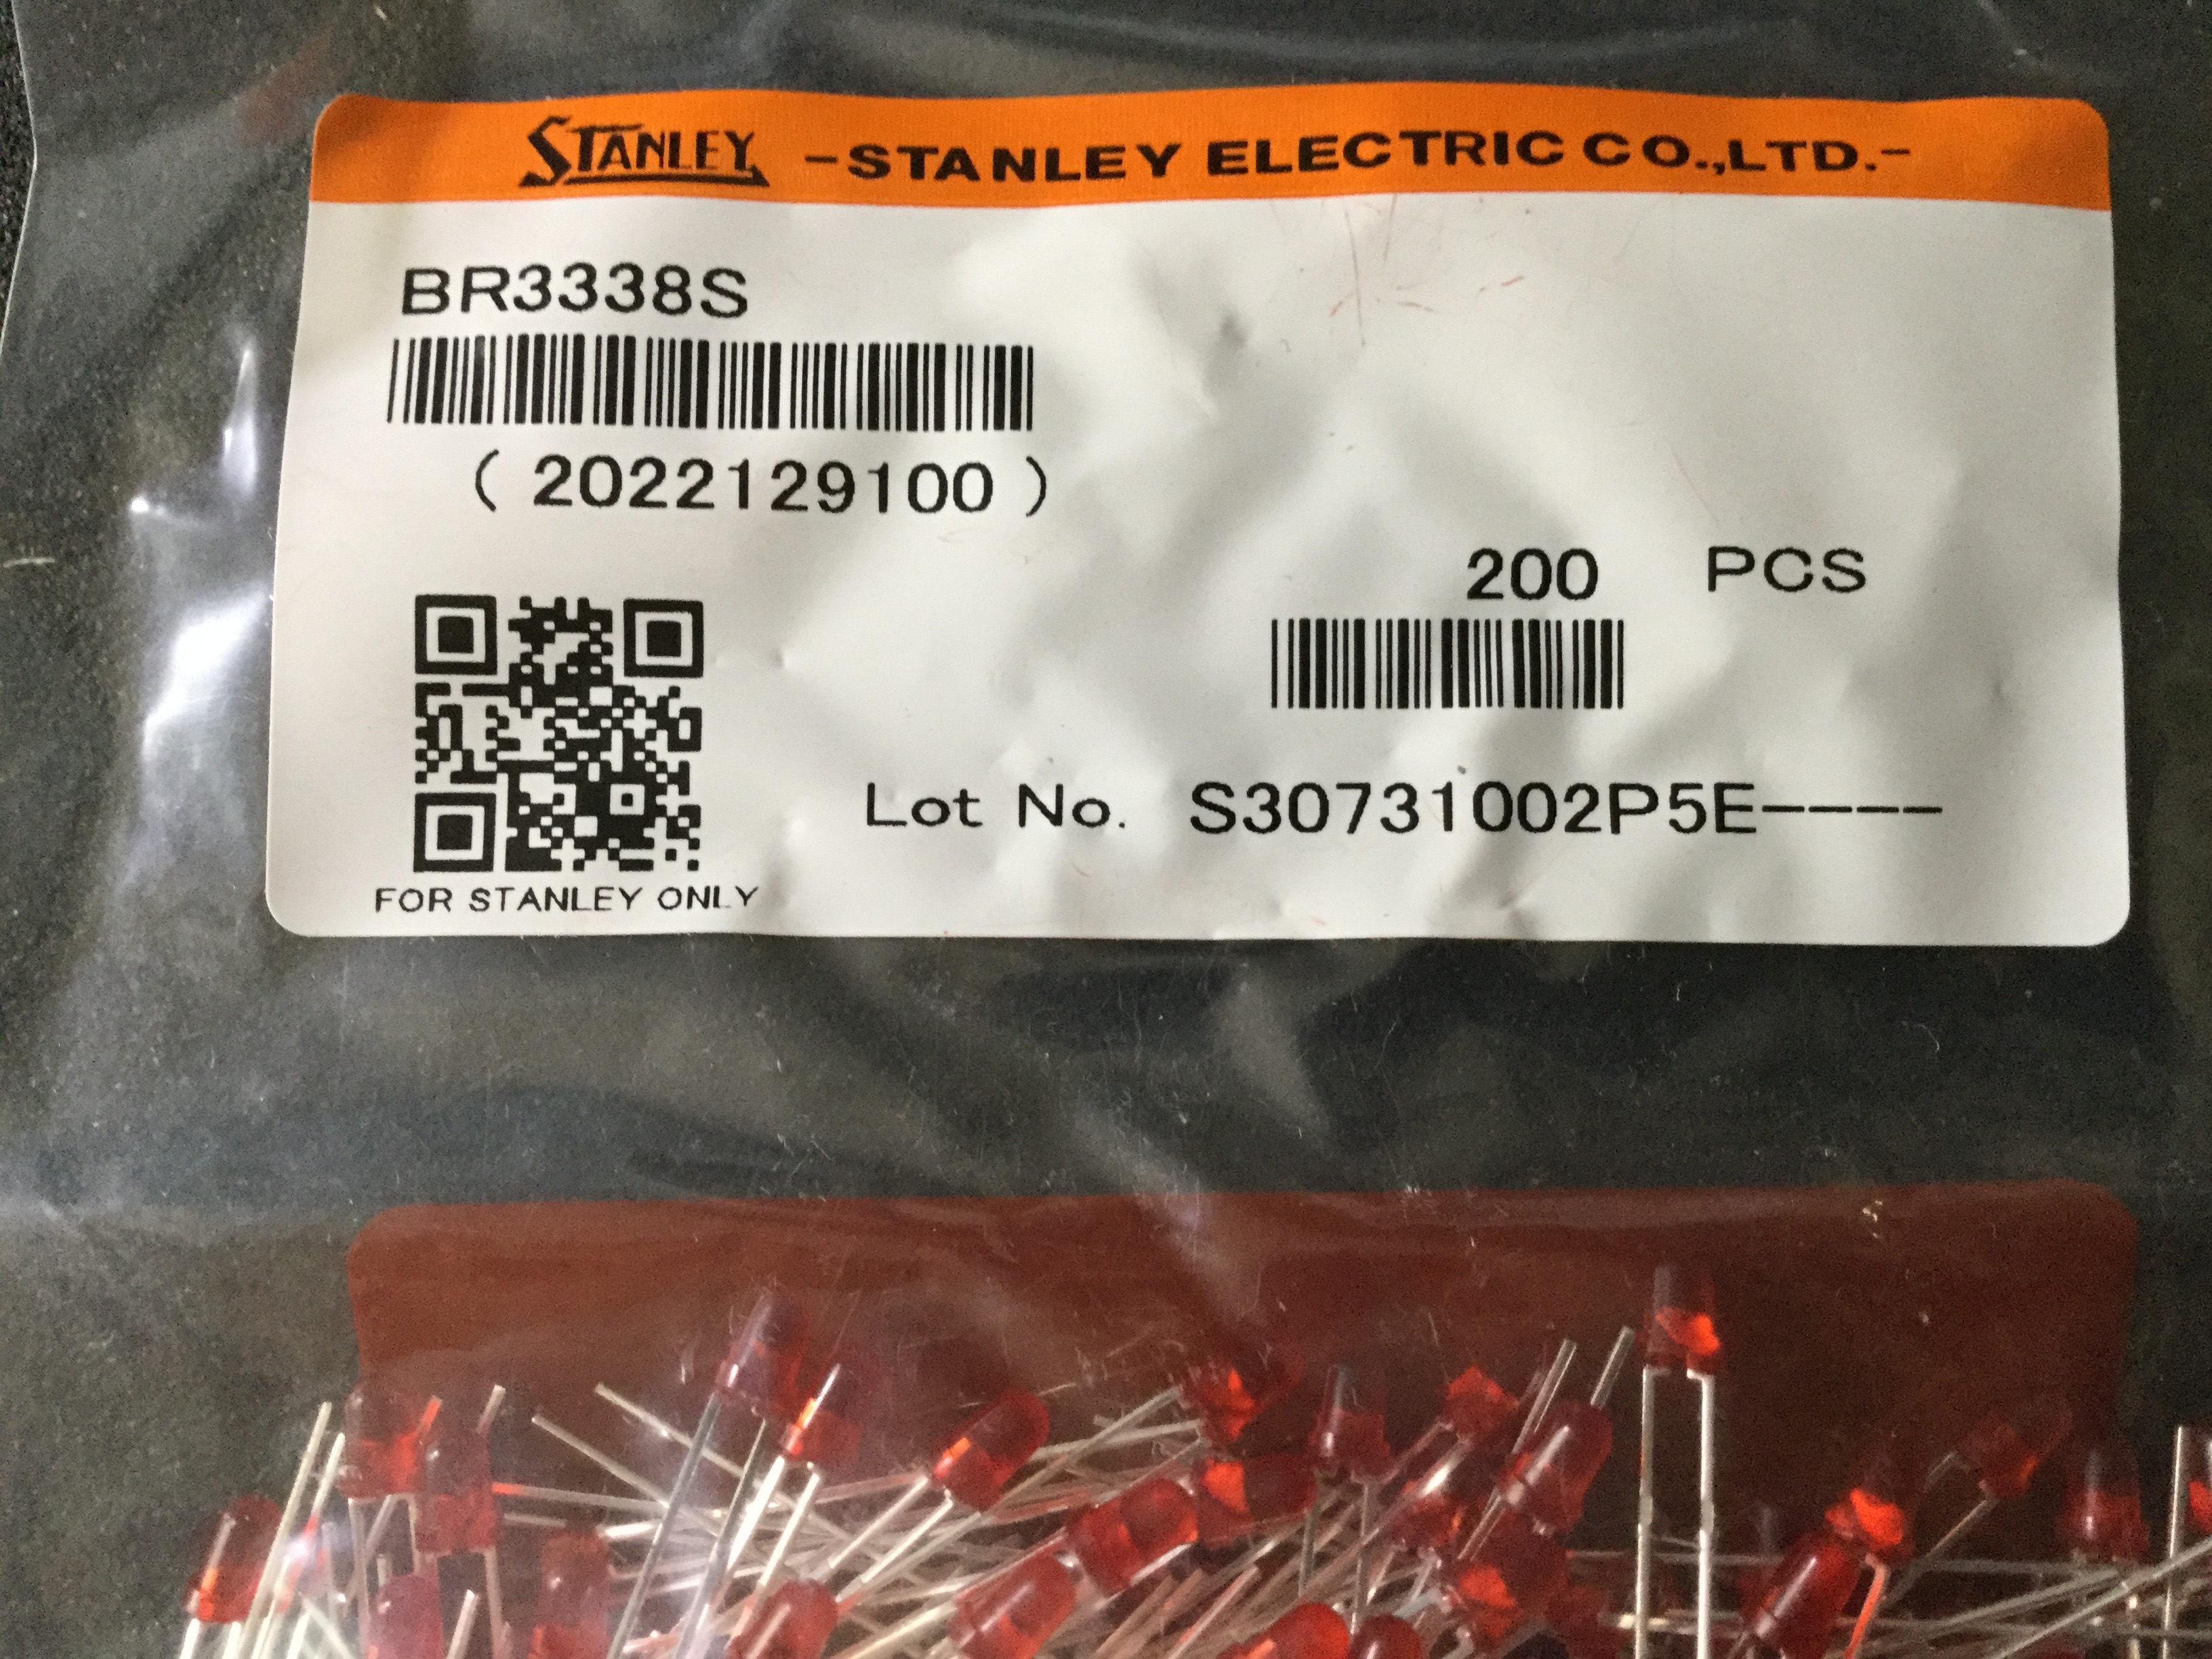 STANLEY -STANLEY ELECTRIC CO.,LTD.-
BR3338S
( 2022129100 )
200 PCS
Lot No. S30731002P5E----
FOR STANLEY ONLY